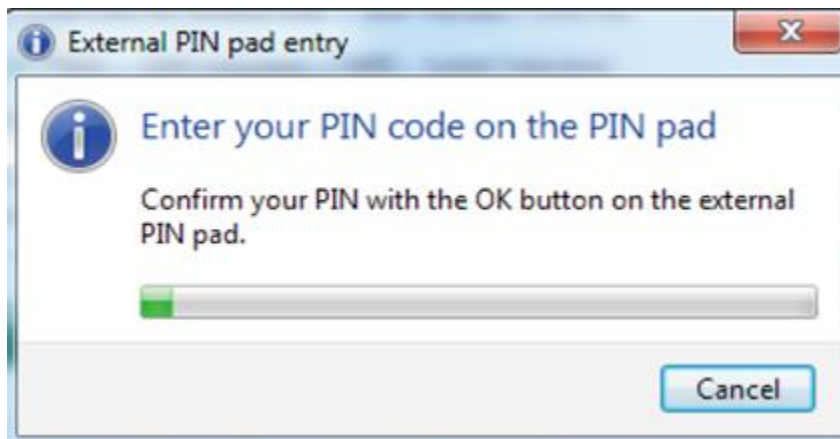 External PIN pad entry
Enter your PIN code on the PIN pad
Confirm your PIN with the OK button on the external
PIN pad.
Cancel